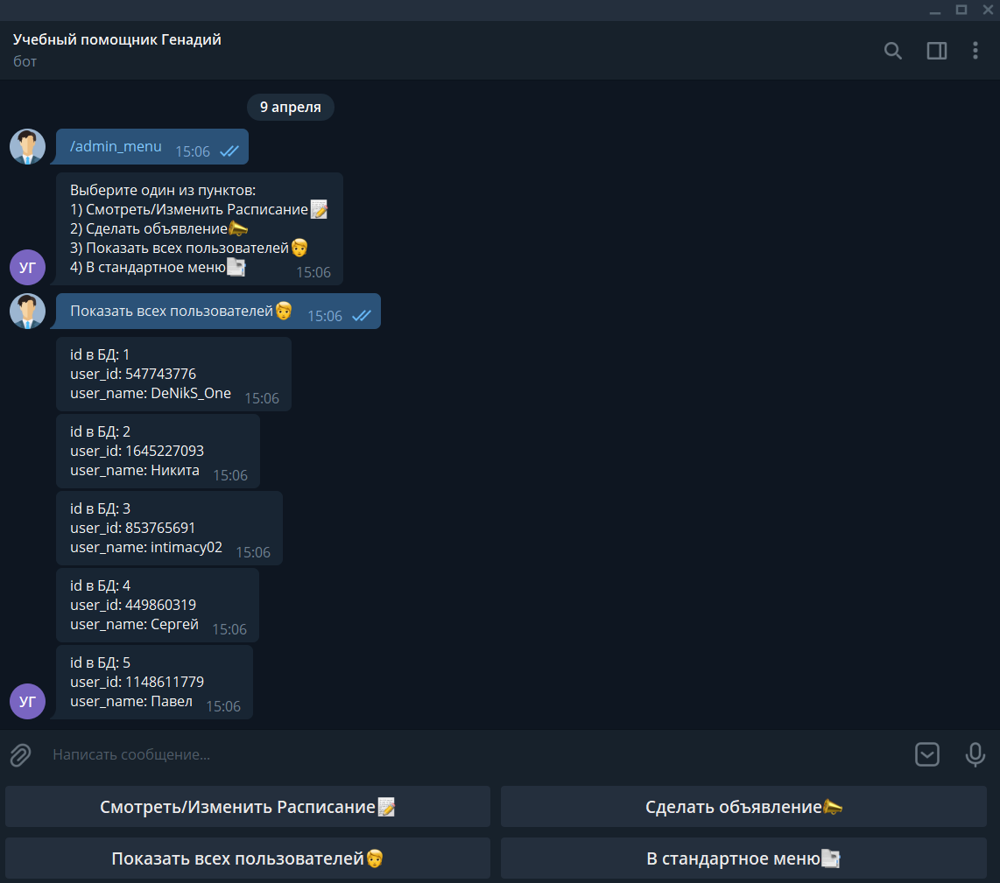 Учебный помощник Генадий
бот
9 апреля
/admin_menu 15:06
Выберите один из пунктов:
1) Смотреть/Изменить Расписание📝
2) Сделать объявление📣
3) Показать всех пользователей🧑
4) В стандартное меню📑 15:06
УГ
Показать всех пользователей🧑 15:06
id в БД: 1
user_id: 547743776
user_name: DeNikS_One 15:06
id в БД: 2
user_id: 1645227093
user_name: Никита 15:06
id в БД: 3
user_id: 853765691
user_name: intimacy02 15:06
id в БД: 4
user_id: 449860319
user_name: Сергей 15:06
id в БД: 5
user_id: 1148611779
user_name: Павел 15:06
УГ
Написать сообщение...
Смотреть/Изменить Расписание📝
Сделать объявление📣
Показать всех пользователей🧑
В стандартное меню📑